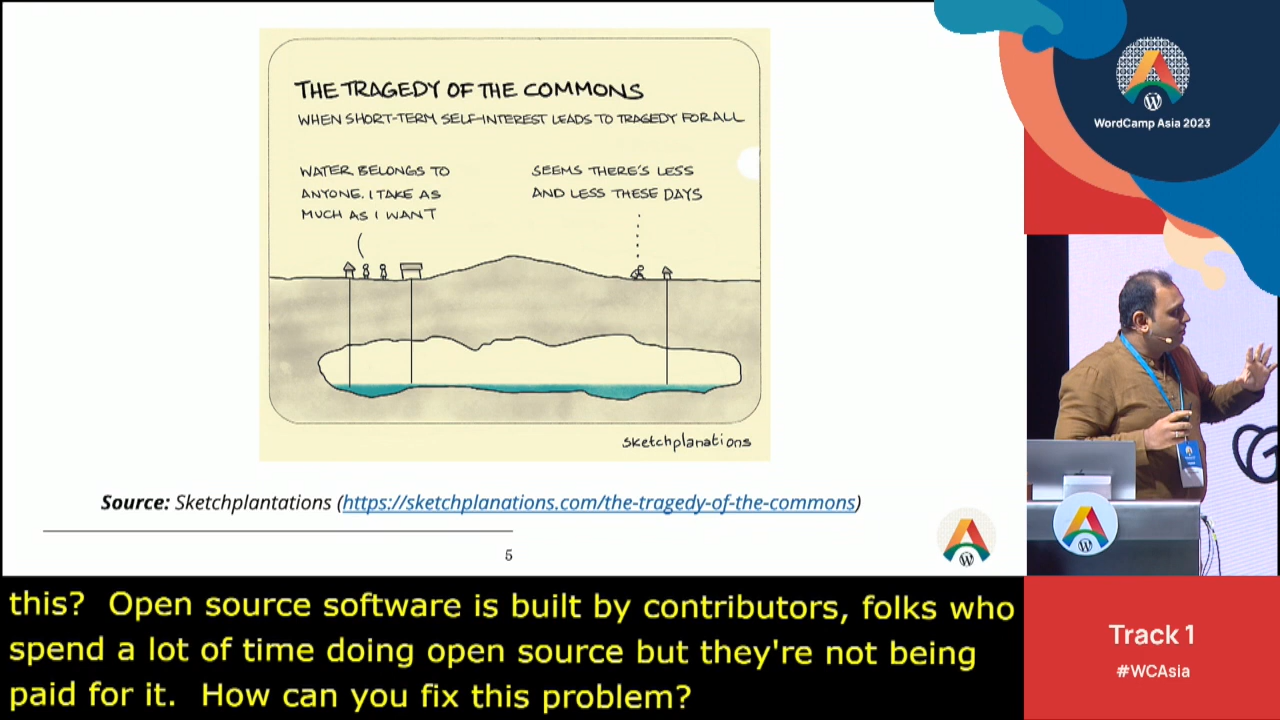 THE TRAGEDY OF THE COMMONS
WHEN SHORT-TERM SELF-INTEREST LEADS TO TRAGEDY FOR ALL
WATER BELONGS TO
ANYONE. I TAKE AS
MUCH AS I WANT
SEEMS THERE'S LESS
AND LESS THESE DAYS
sketchplanations
Source: Sketchplantations (https://sketchplanations.com/the-tragedy-of-the-commons)
5
WordCamp Asia 2023
this? Open source software is built by contributors, folks who
spend a lot of time doing open source but they're not being
paid for it. How can you fix this problem?
Track 1
#WCAsia